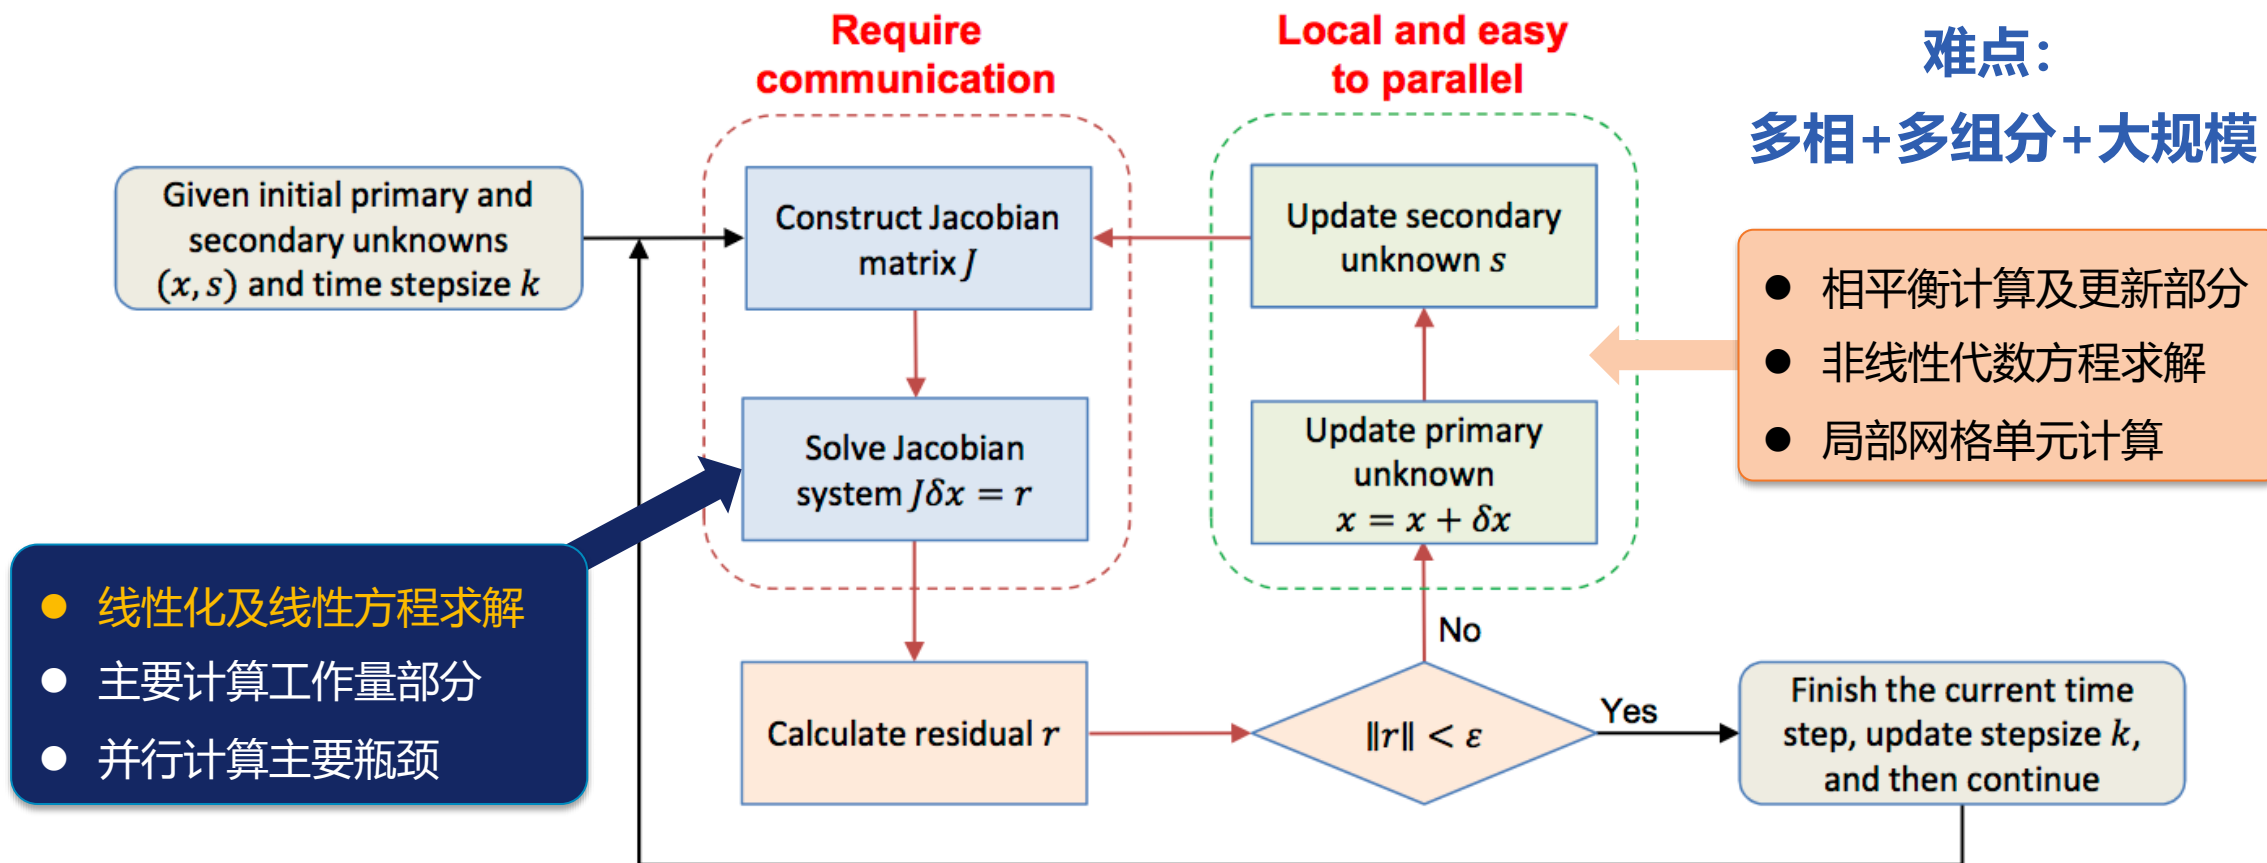 Require
communication
Local and easy
to parallel
难点：
多相+多组分+大规模
Given initial primary and
secondary unknowns
(x, s) and time stepsize k
Construct Jacobian
matrix J
Update secondary
unknown s
● 相平衡计算及更新部分
● 非线性代数方程求解
● 局部网格单元计算
Solve Jacobian
system Jδx = r
Update primary
unknown
x = x + δx
● 线性化及线性方程求解
● 主要计算工作量部分
● 并行计算主要瓶颈
No
Calculate residual r
‖r‖ < ε
Yes
Finish the current time
step, update stepsize k,
and then continue